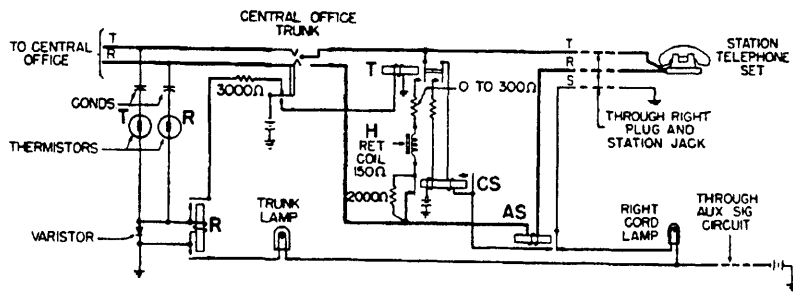 CENTRAL OFFICE
TRUNK
TO CENTRAL
OFFICE
T
R
T
R
S
STATION
TELEPHONE
SET
T
3000Ω
O TO 300Ω
CONDS
T
R
THERMISTORS
H
RET
COIL
150Ω
THROUGH RIGHT
PLUG AND
STATION JACK
CS
2000Ω
AS
R
TRUNK
LAMP
RIGHT
CORD
LAMP
THROUGH
AUX SIG
CIRCUIT
VARISTOR